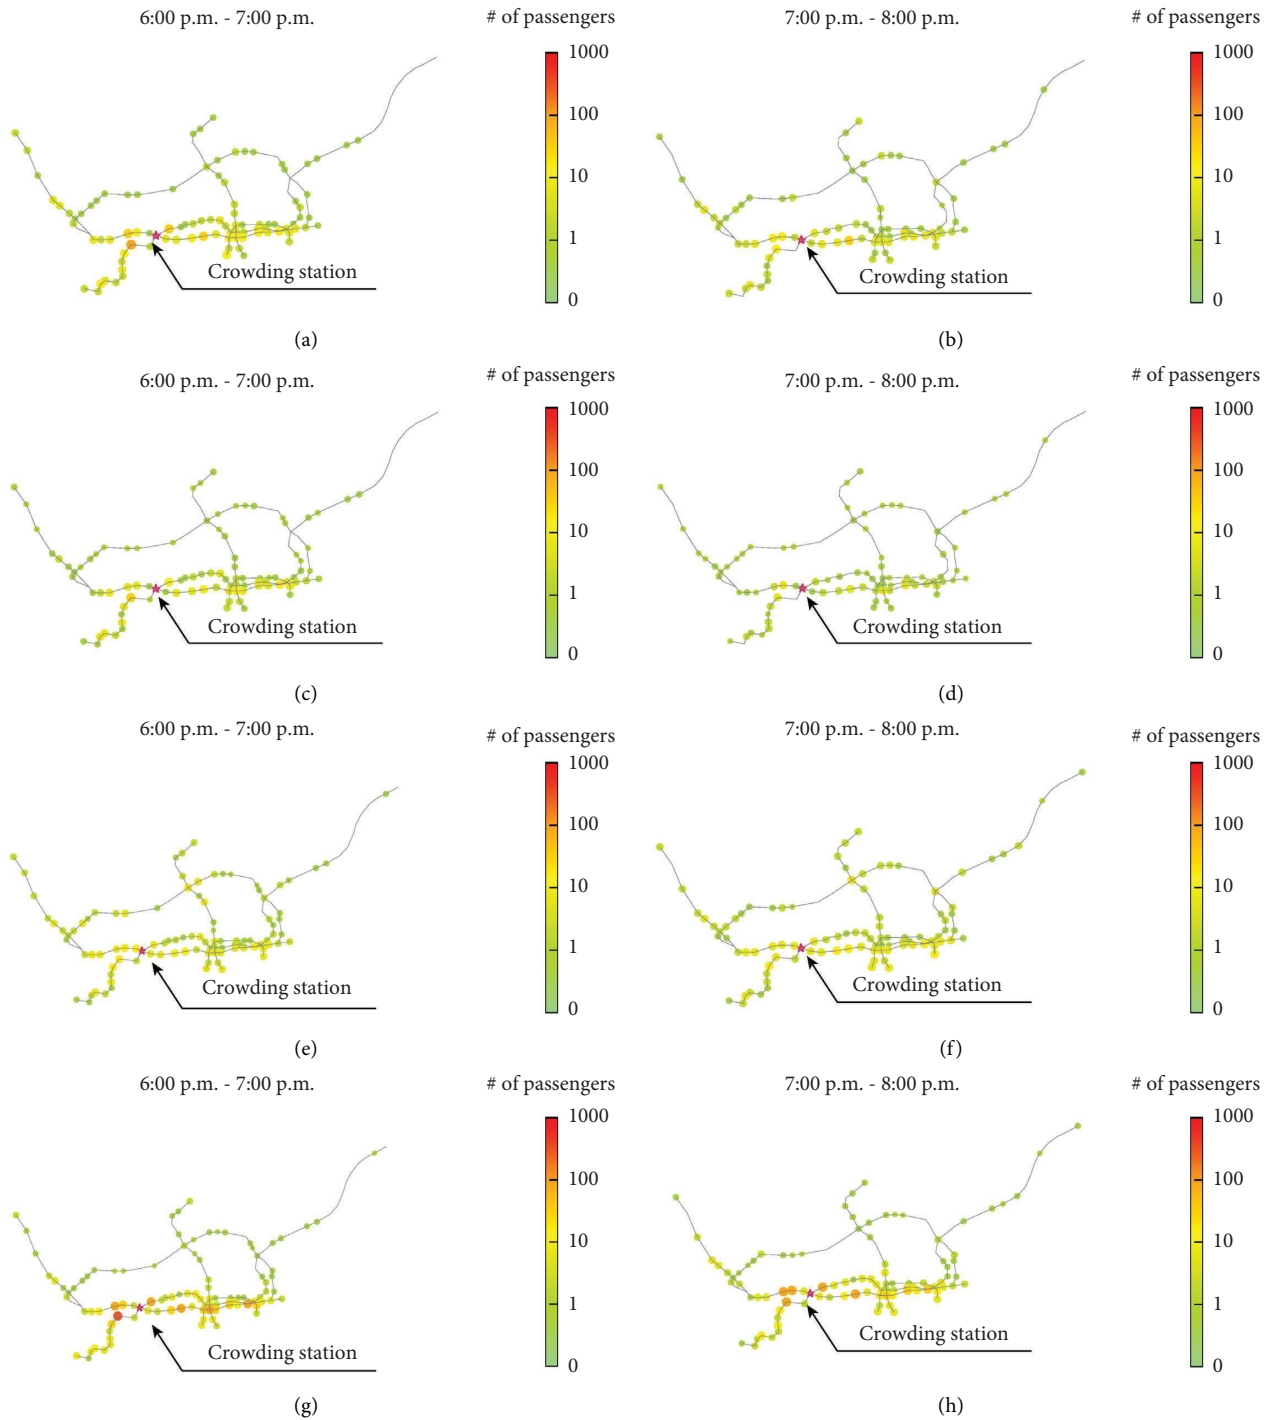 6:00 p.m. - 7:00 p.m.
# of passengers
1000
100
10
1
0
Crowding station
(a)
7:00 p.m. - 8:00 p.m.
# of passengers
1000
100
10
1
0
Crowding station
(b)
6:00 p.m. - 7:00 p.m.
# of passengers
1000
100
10
1
0
Crowding station
(c)
7:00 p.m. - 8:00 p.m.
# of passengers
1000
100
10
1
0
Crowding station
(d)
6:00 p.m. - 7:00 p.m.
# of passengers
1000
100
10
1
0
Crowding station
(e)
7:00 p.m. - 8:00 p.m.
# of passengers
1000
100
10
1
0
Crowding station
(f)
6:00 p.m. - 7:00 p.m.
# of passengers
1000
100
10
1
0
Crowding station
(g)
7:00 p.m. - 8:00 p.m.
# of passengers
1000
100
10
1
0
Crowding station
(h)